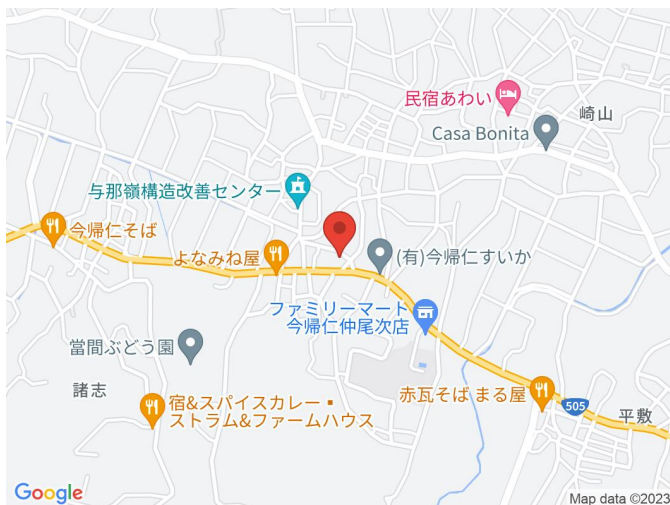 民宿あわい
崎山
Casa Bonita
与那嶺構造改善センター
今帰仁そば
よなみね屋
(有)今帰仁すいか
ファミリーマート
今帰仁仲尾次店
當間ぶどう園
諸志
宿&スパイスカレー・
ストラム&ファームハウス
赤瓦そば まる屋
505
平敷
Google
Map data ©2023